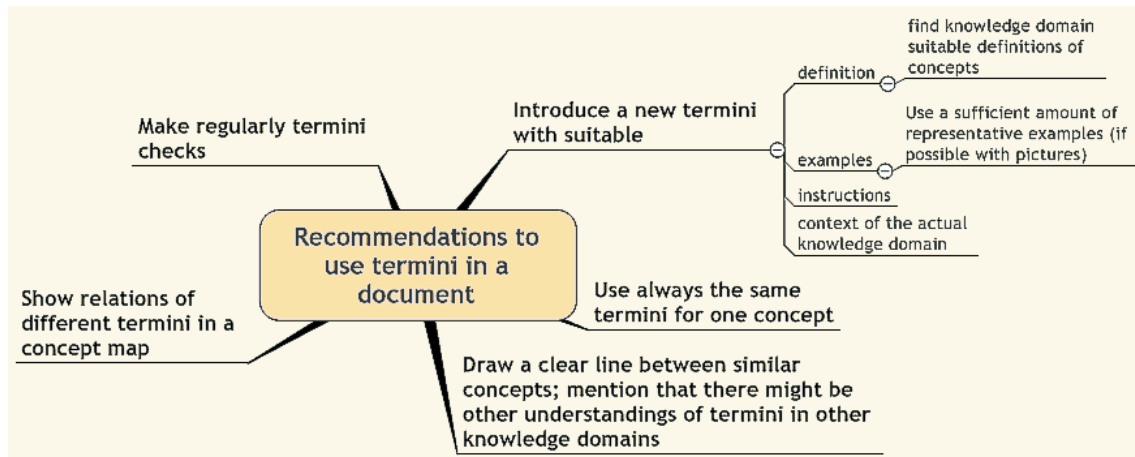 Recommendations to
use termini in a
document
Make regularly termini
checks
Introduce a new termini
with suitable
definition
find knowledge domain
suitable definitions of
concepts
examples
Use a sufficient amount of
representative examples (if
possible with pictures)
instructions
context of the actual
knowledge domain
Use always the same
termini for one concept
Draw a clear line between similar
concepts; mention that there might be
other understandings of termini in other
knowledge domains
Show relations of
different termini in a
concept map